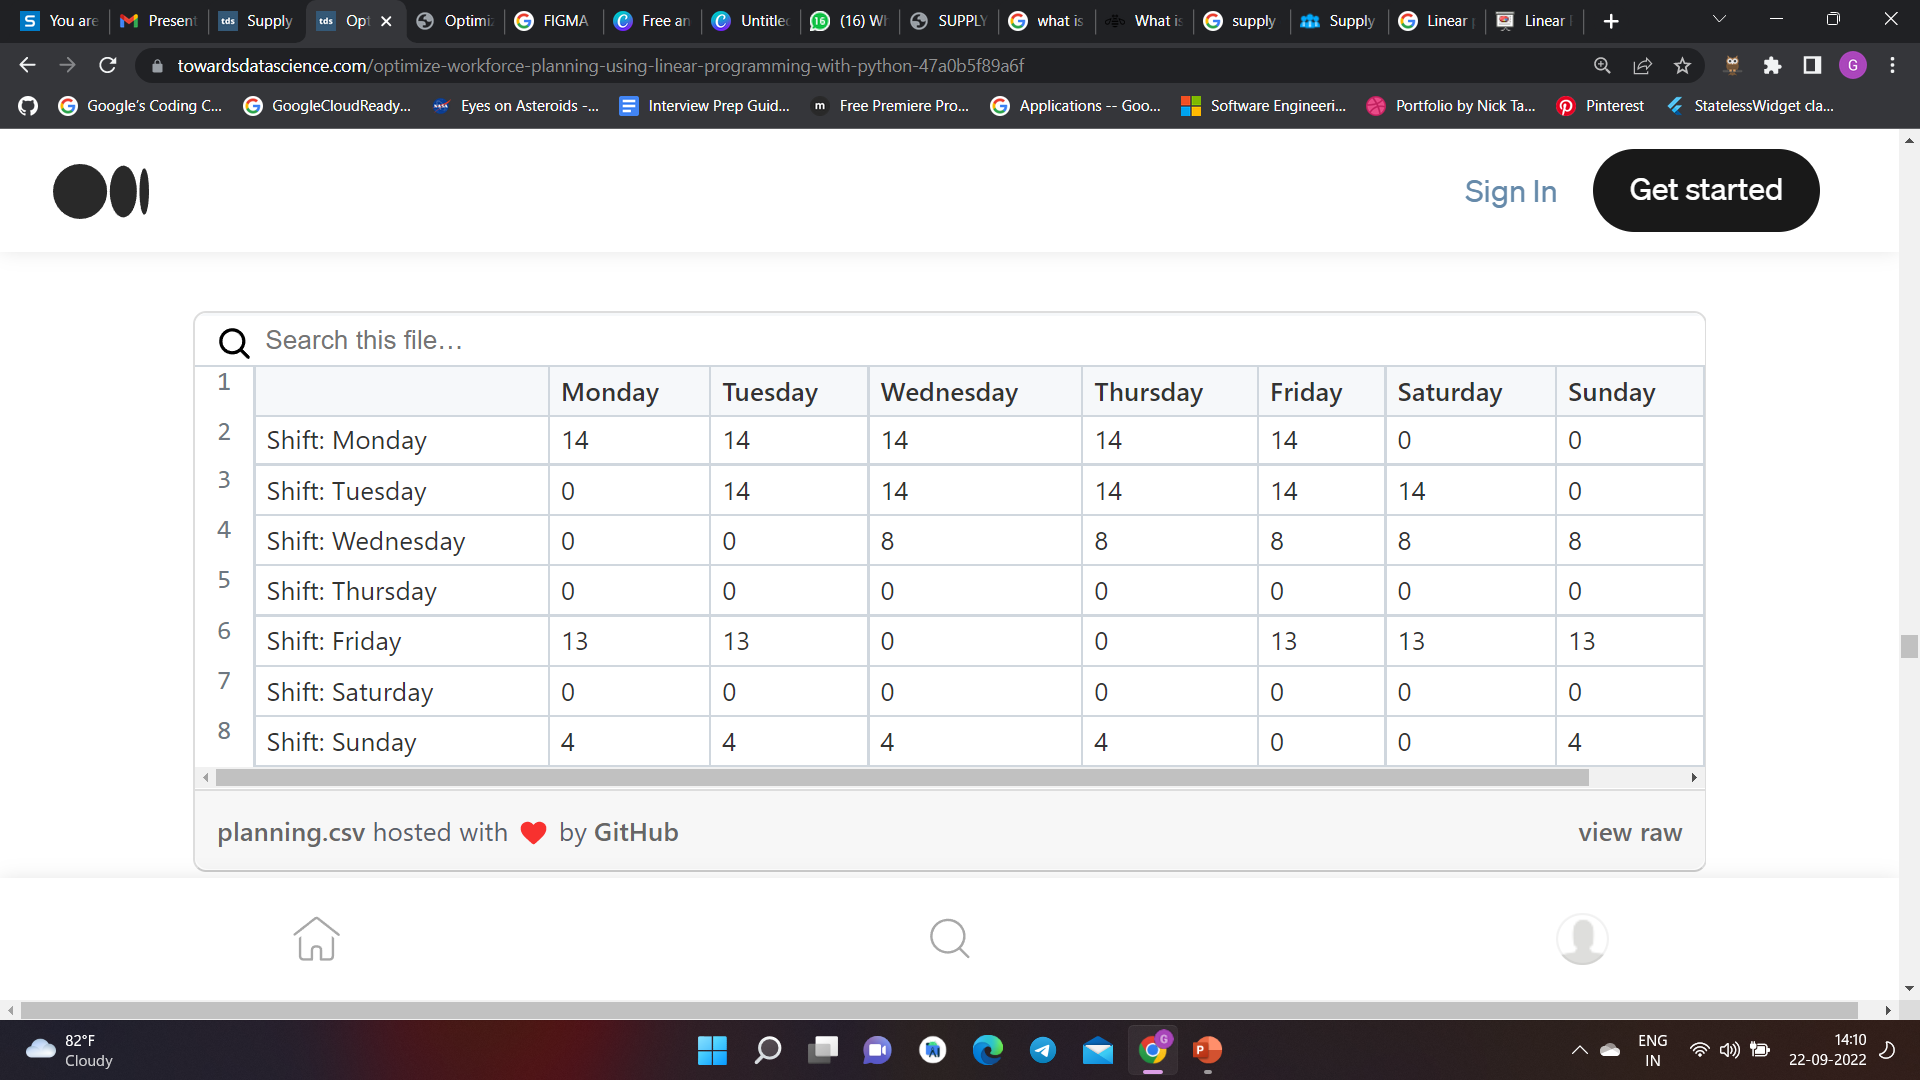 You are
Present
tds Supply
tds Opt
Optimi
FIGMA
Free an
Untitled
16 (16) Wh
SUPPLY
what is
What is
supply
Supply
Linear
Linear
towardsdatascience.com/optimize-workforce-planning-using-linear-programming-with-python-47a0b5f89a6f
G
Google's Coding C...
GoogleCloudReady...
Eyes on Asteroids -...
Interview Prep Guid...
m Free Premiere Pro...
Applications -- Goo...
Software Engineeri...
Portfolio by Nick Ta...
Pinterest
StatelessWidget cla...
Sign In
Get started
Search this file…
1 Monday Tuesday Wednesday Thursday Friday Saturday Sunday
2 Shift: Monday 14 14 14 14 14 0 0
3 Shift: Tuesday 0 14 14 14 14 14 0
4 Shift: Wednesday 0 0 8 8 8 8 8
5 Shift: Thursday 0 0 0 0 0 0 0
6 Shift: Friday 13 13 0 0 13 13 13
7 Shift: Saturday 0 0 0 0 0 0 0
8 Shift: Sunday 4 4 4 4 0 0 4
planning.csv hosted with ❤ by GitHub
view raw
82°F
Cloudy
ENG
IN
14:10
22-09-2022